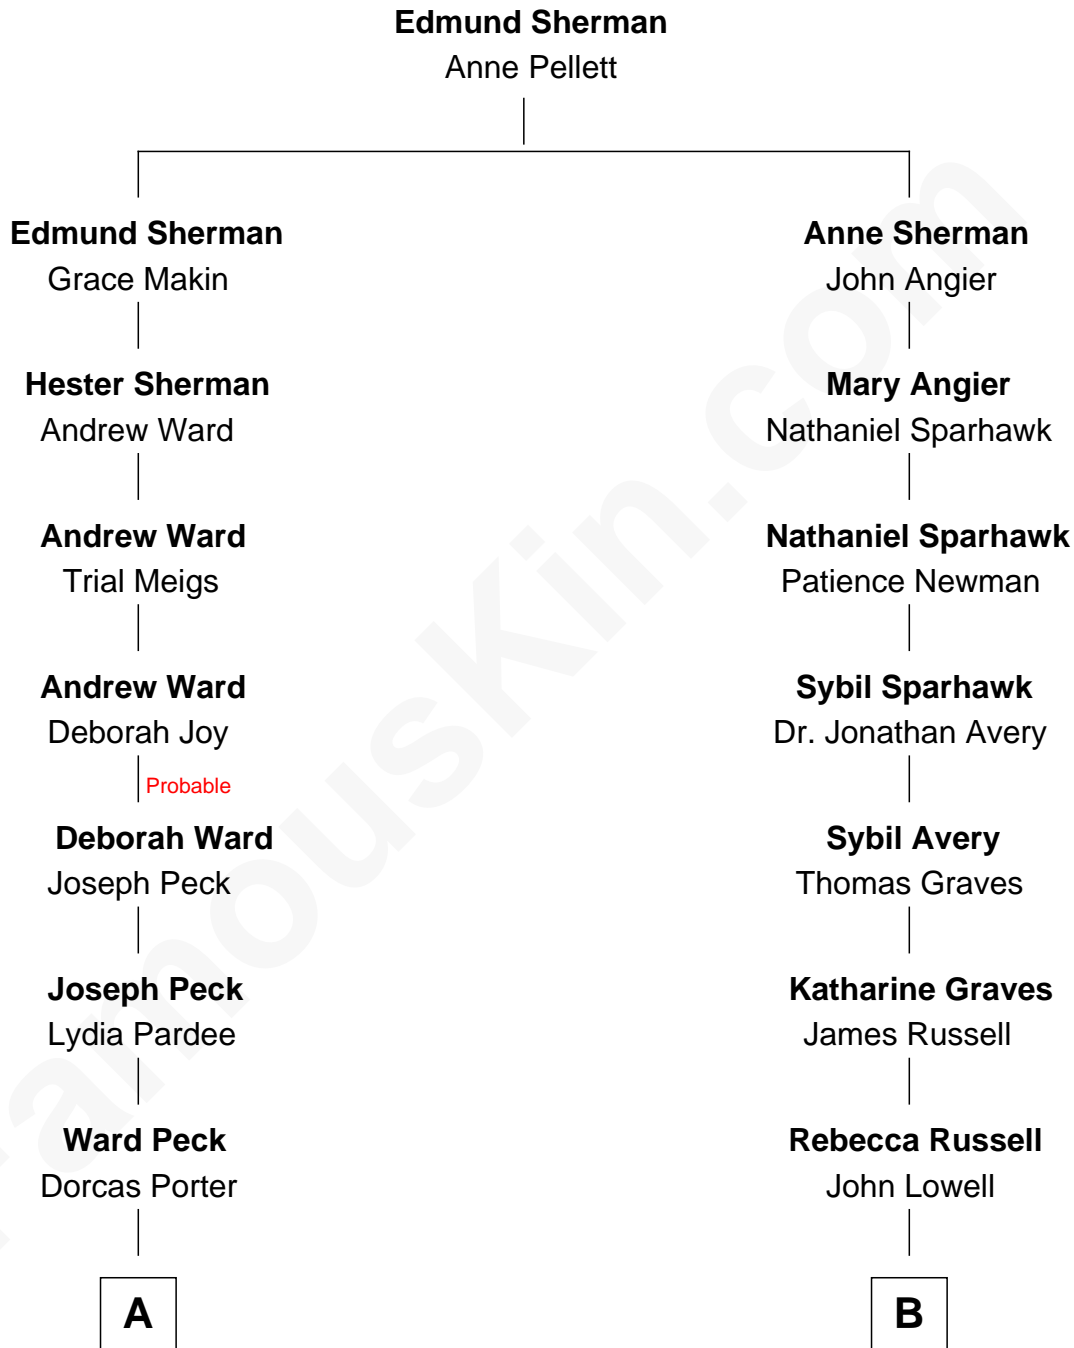 Edmund Sherman
Anne Pellett
Edmund Sherman
Grace Makin
Anne Sherman
John Angier
Hester Sherman
Andrew Ward
Mary Angier
Nathaniel Sparhawk
Andrew Ward
Trial Meigs
Nathaniel Sparhawk
Patience Newman
Andrew Ward
Deborah Joy
Sybil Sparhawk
Dr. Jonathan Avery
Probable
Deborah Ward
Joseph Peck
Sybil Avery
Thomas Graves
Joseph Peck
Lydia Pardee
Katharine Graves
James Russell
Ward Peck
Dorcas Porter
Rebecca Russell
John Lowell
A
B
FamousKin.com